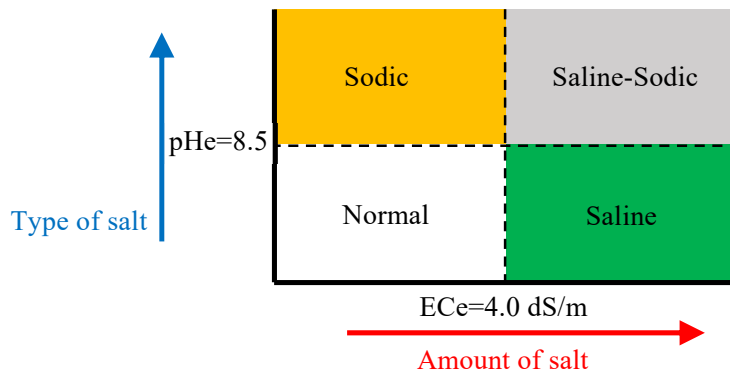 Sodic
Saline-Sodic
pHe=8.5
Type of salt
Normal
Saline
ECe=4.0 dS/m
Amount of salt